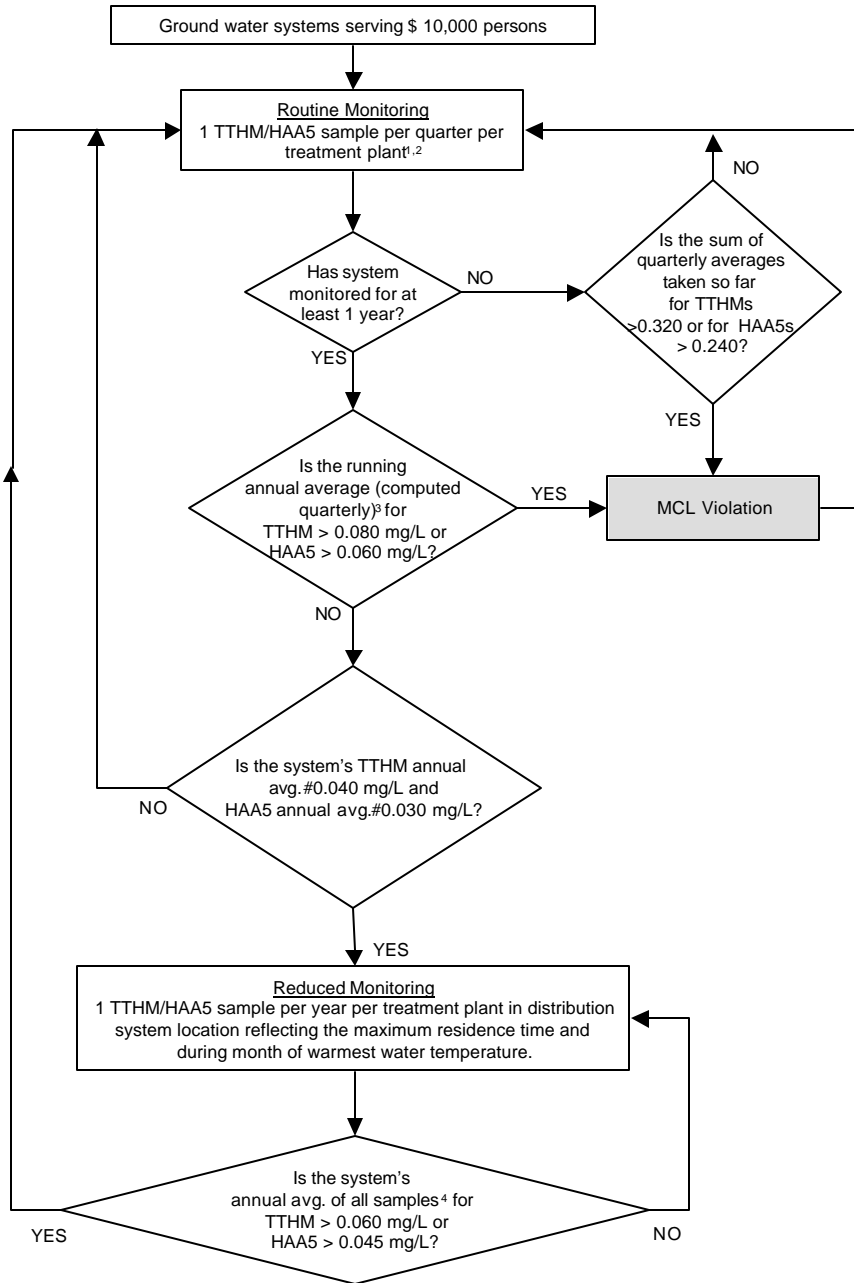 Ground water systems serving $ 10,000 persons
Routine Monitoring
1 TTHM/HAA5 sample per quarter per
treatment plant1,2
Has system
monitored for at
least 1 year?
NO
Is the sum of
quarterly averages
taken so far
for TTHMs
>0.320 or for HAA5s
> 0.240?
NO
YES
YES
Is the running
annual average (computed
quarterly)3 for
TTHM > 0.080 mg/L or
HAA5 > 0.060 mg/L?
YES
MCL Violation
NO
Is the system's TTHM annual
avg.#0.040 mg/L and
HAA5 annual avg.#0.030 mg/L?
NO
YES
Reduced Monitoring
1 TTHM/HAA5 sample per year per treatment plant in distribution
system location reflecting the maximum residence time and
during month of warmest water temperature.
Is the system's
annual avg. of all samples4 for
TTHM > 0.060 mg/L or
HAA5 > 0.045 mg/L?
YES
NO